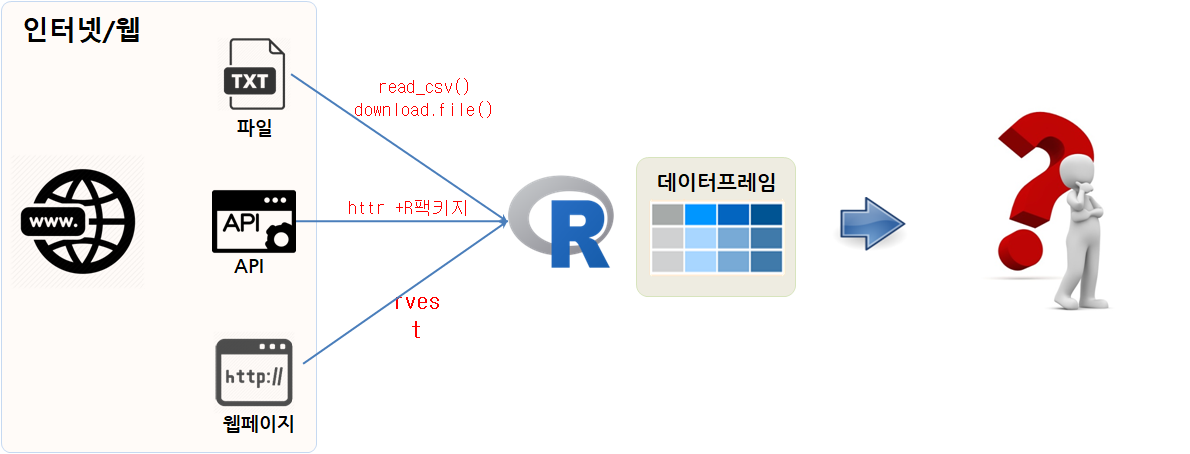 인터넷/웹
TXT
파일
read_csv()
download.file()
www.
API
API
httr +R팩키지
R
데이터프레임
rves
t
http://
웹페이지
?